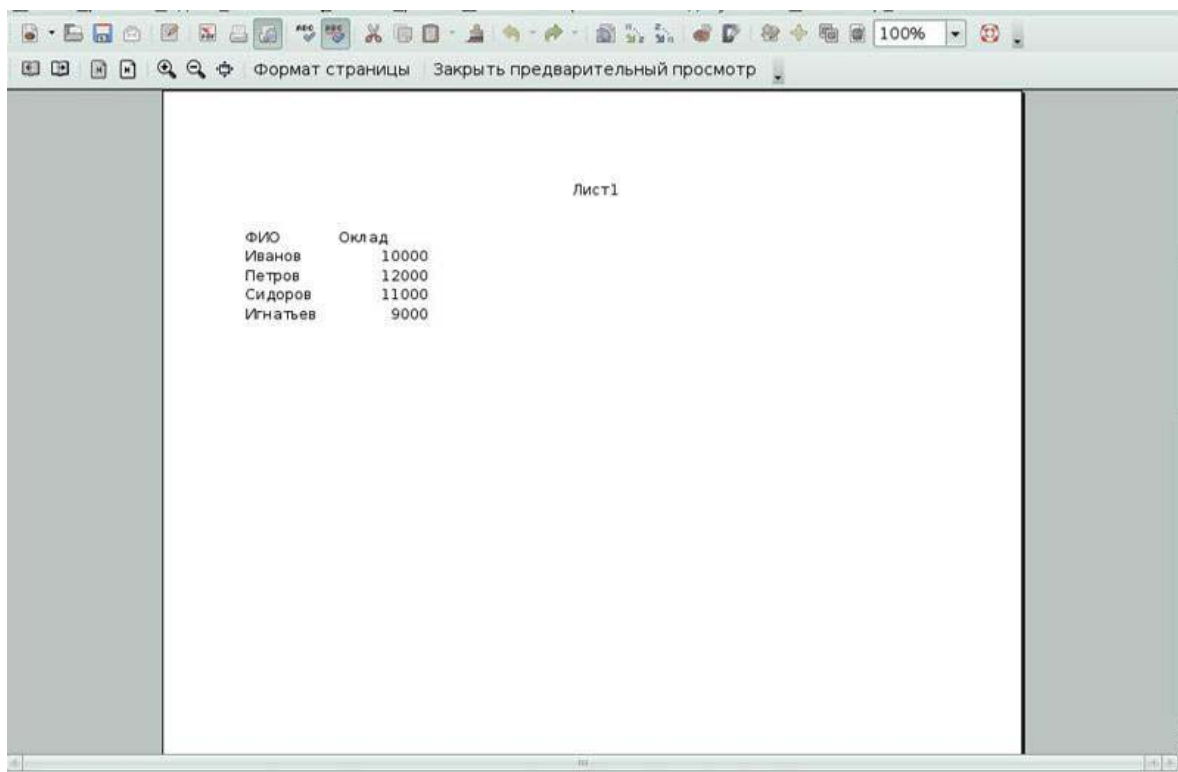 100%
Формат страницы Закрыть предварительный просмотр
Лист1
ФИО Оклад
Иванов 10000
Петров 12000
Сидоров 11000
Игнатьев 9000